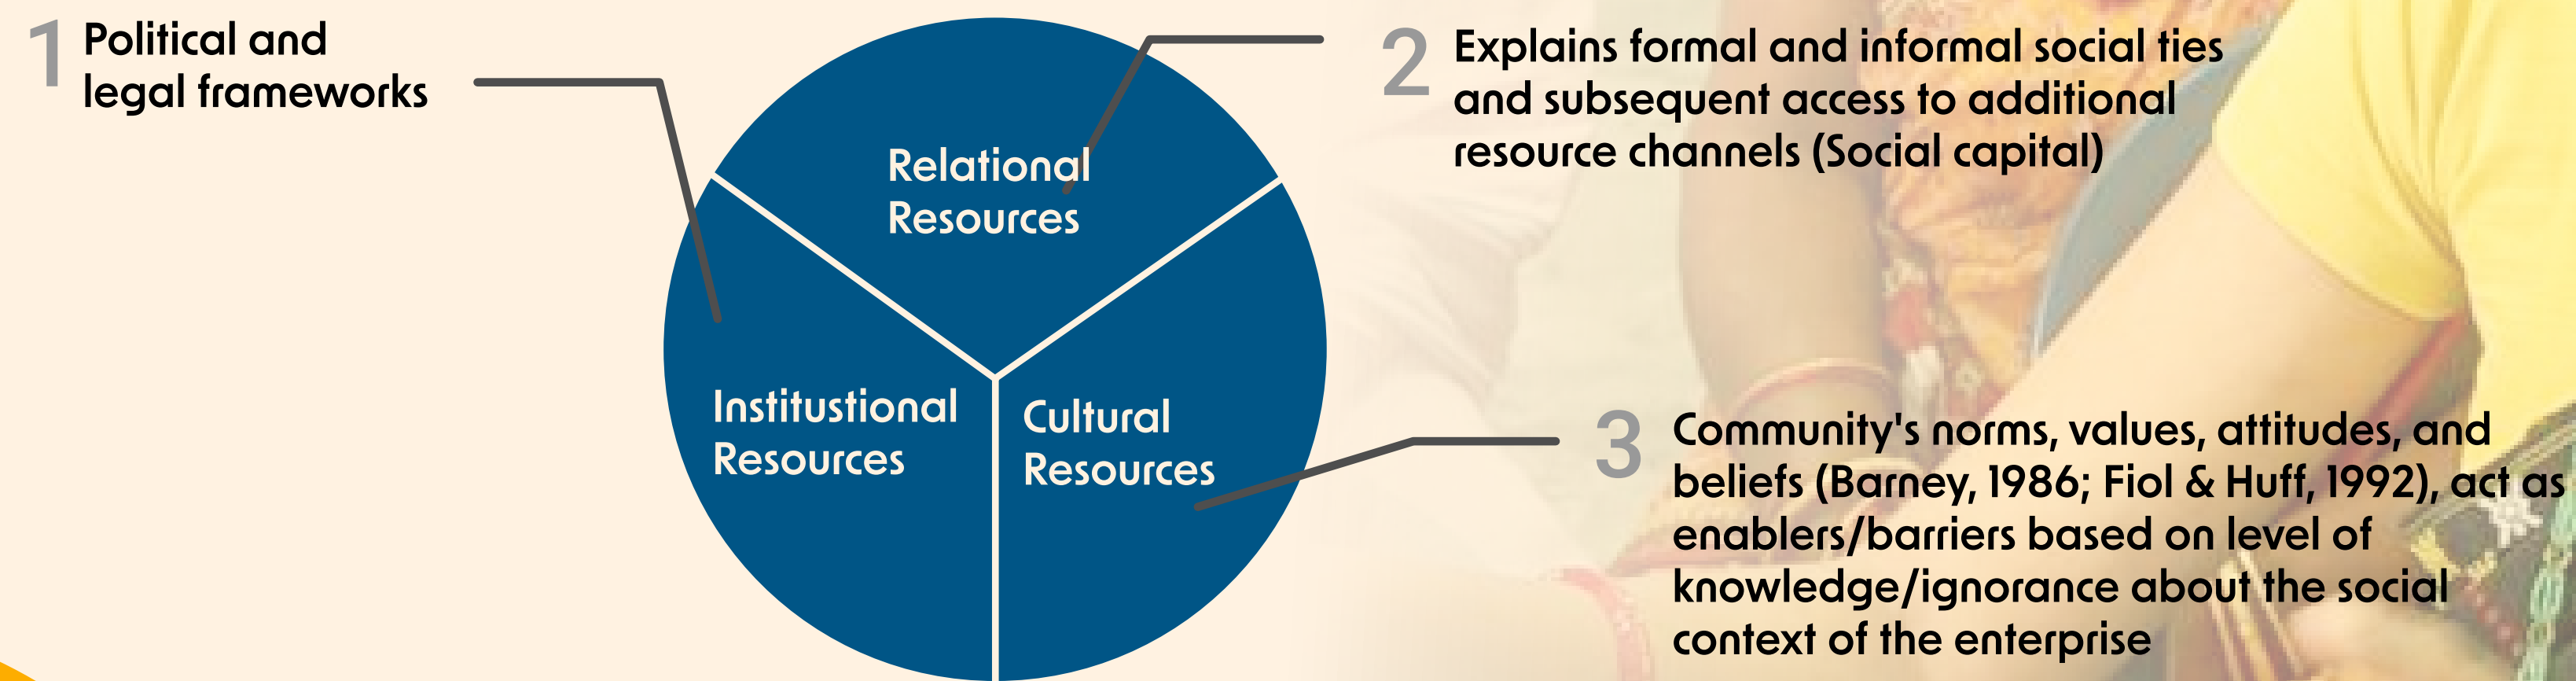 1
Political and
legal frameworks
Relational
Resources
2
Explains formal and informal social ties
and subsequent access to additional
resource channels (Social capital)
Institustional
Resources
Cultural
Resources
3
Community's norms, values, attitudes, and
beliefs (Barney, 1986; Fiol & Huff, 1992), act as
enablers/barriers based on level of
knowledge/ignorance about the social
context of the enterprise